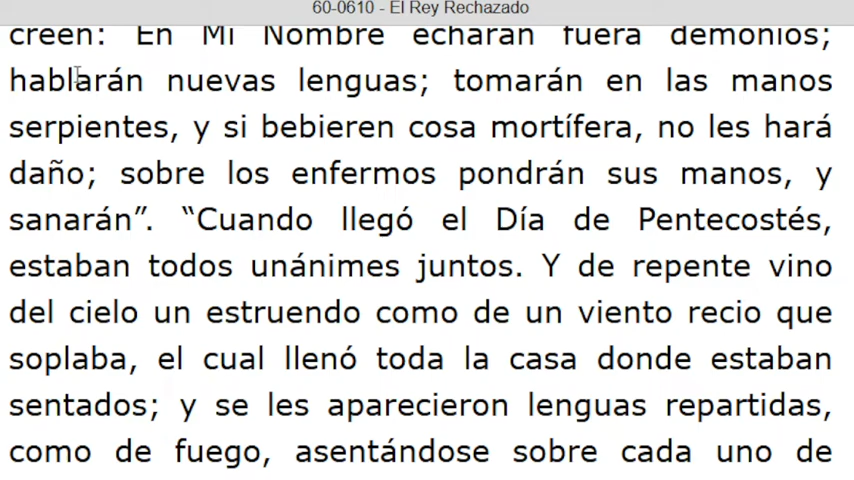 60-0610 - El Rey Rechazado
creen: En Mi Nombre echarán fuera demonios;
hablarán nuevas lenguas; tomarán en las manos
serpientes, y si bebieren cosa mortífera, no les hará
daño; sobre los enfermos pondrán sus manos, y
sanarán”. “Cuando llegó el Día de Pentecostés,
estaban todos unánimes juntos. Y de repente vino
del cielo un estruendo como de un viento recio que
soplaba, el cual llenó toda la casa donde estaban
sentados; y se les aparecieron lenguas repartidas,
como de fuego, asentándose sobre cada uno de